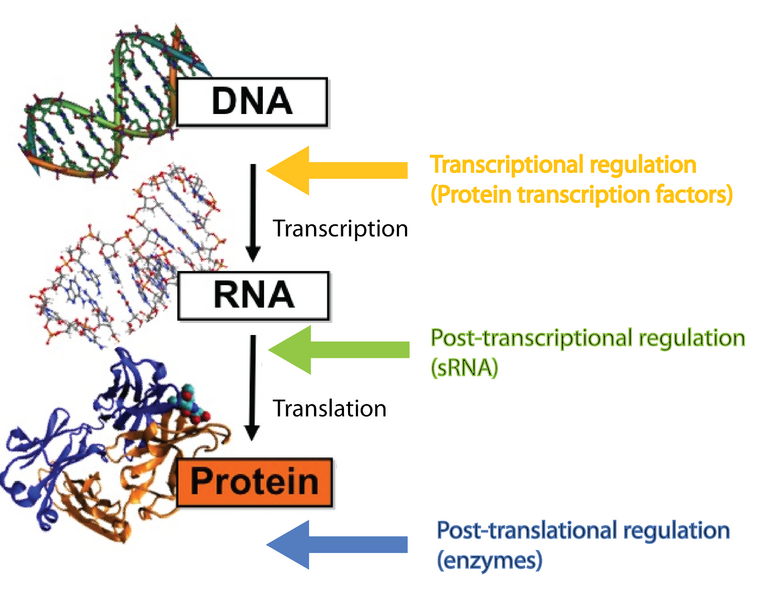 DNA
Transcriptional regulation
(Protein transcription factors)
Transcription
RNA
Post-transcriptional regulation
(sRNA)
Translation
Protein
Post-translational regulation
(enzymes)